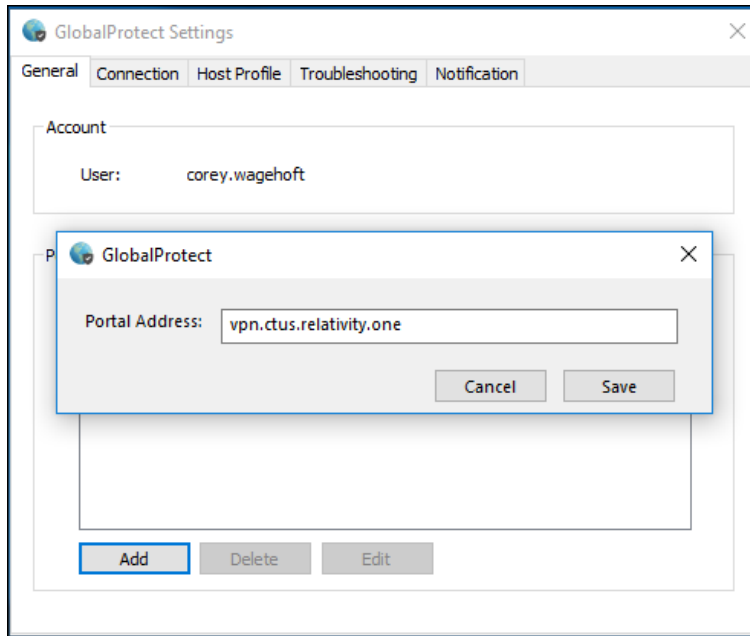 GlobalProtect Settings
General Connection Host Profile Troubleshooting Notification
Account
User: corey.wagehoft
P
GlobalProtect
Portal Address: vpn.ctus.relativity.one
Cancel Save
Add Delete Edit